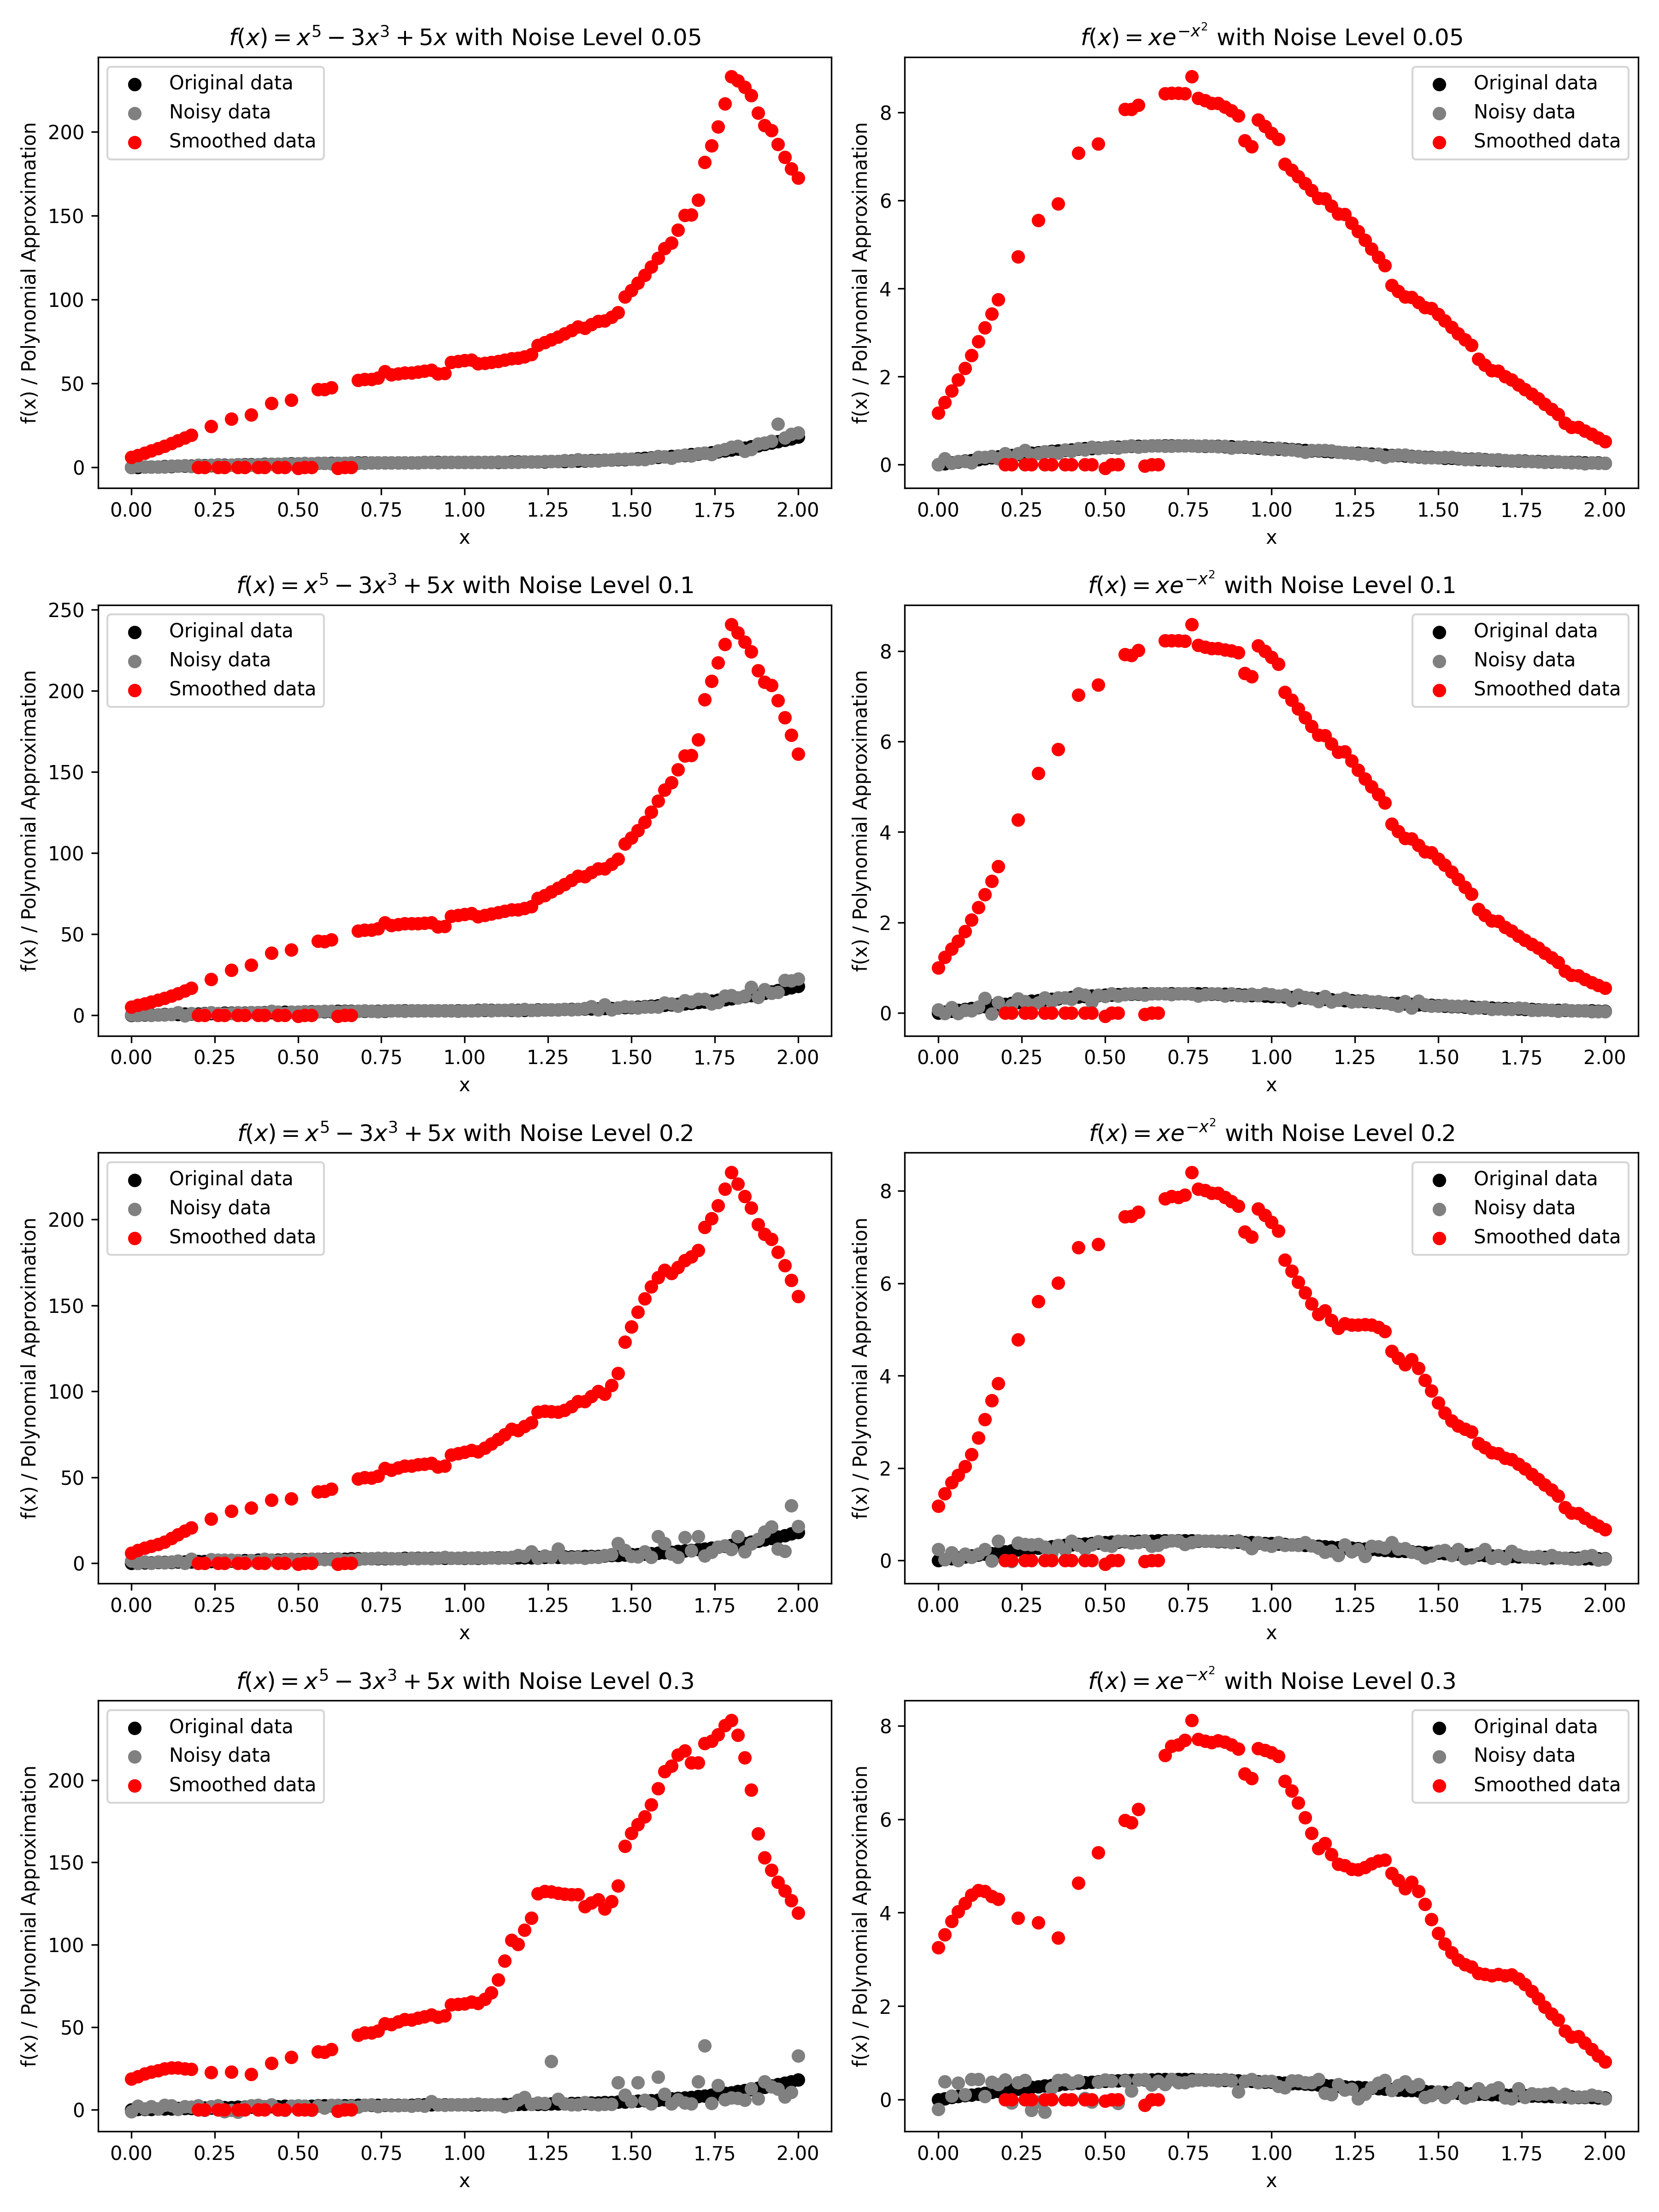 f(x) = x⁵ − 3x³ + 5x with Noise Level 0.05
Original data
Noisy data
Smoothed data
f(x) / Polynomial Approximation
200
150
100
50
0
0.00 0.25 0.50 0.75 1.00 1.25 1.50 1.75 2.00
x
f(x) = xe^{−x²} with Noise Level 0.05
Original data
Noisy data
Smoothed data
f(x) / Polynomial Approximation
8
6
4
2
0
0.00 0.25 0.50 0.75 1.00 1.25 1.50 1.75 2.00
x
f(x) = x⁵ − 3x³ + 5x with Noise Level 0.1
Original data
Noisy data
Smoothed data
f(x) / Polynomial Approximation
250
200
150
100
50
0
0.00 0.25 0.50 0.75 1.00 1.25 1.50 1.75 2.00
x
f(x) = xe^{−x²} with Noise Level 0.1
Original data
Noisy data
Smoothed data
f(x) / Polynomial Approximation
8
6
4
2
0
0.00 0.25 0.50 0.75 1.00 1.25 1.50 1.75 2.00
x
f(x) = x⁵ − 3x³ + 5x with Noise Level 0.2
Original data
Noisy data
Smoothed data
f(x) / Polynomial Approximation
200
150
100
50
0
0.00 0.25 0.50 0.75 1.00 1.25 1.50 1.75 2.00
x
f(x) = xe^{−x²} with Noise Level 0.2
Original data
Noisy data
Smoothed data
f(x) / Polynomial Approximation
8
6
4
2
0
0.00 0.25 0.50 0.75 1.00 1.25 1.50 1.75 2.00
x
f(x) = x⁵ − 3x³ + 5x with Noise Level 0.3
Original data
Noisy data
Smoothed data
f(x) / Polynomial Approximation
200
150
100
50
0
0.00 0.25 0.50 0.75 1.00 1.25 1.50 1.75 2.00
x
f(x) = xe^{−x²} with Noise Level 0.3
Original data
Noisy data
Smoothed data
f(x) / Polynomial Approximation
8
6
4
2
0
0.00 0.25 0.50 0.75 1.00 1.25 1.50 1.75 2.00
x